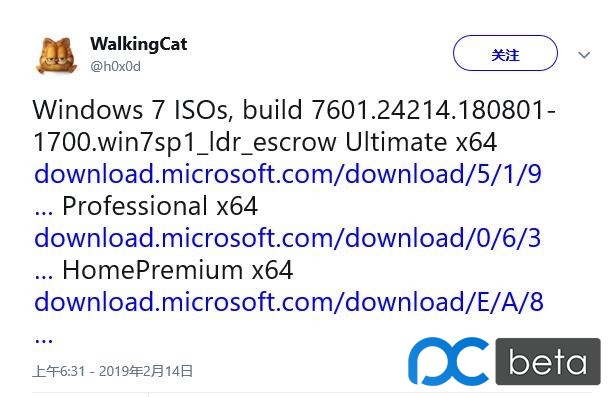 WalkingCat
@h0x0d
关注
Windows 7 ISOs, build 7601.24214.180801-
1700.win7sp1_ldr_escrow Ultimate x64
download.microsoft.com/download/5/1/9
... Professional x64
download.microsoft.com/download/0/6/3
... HomePremium x64
download.microsoft.com/download/E/A/8
...
上午6:31 - 2019年2月14日
pcbeta